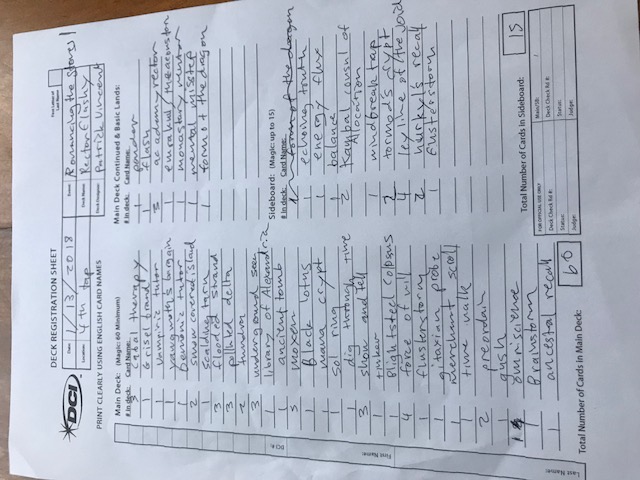 DECK REGISTRATION SHEET
DCI
Date: 1/13/2018
Event: Romancing the Stones!
First Letter of Last Name
Location: 4th tap
Deck Name: Rector Flashy
Deck Designer: Patrick Vincent
PRINT CLEARLY USING ENGLISH CARD NAMES
Main Deck: (Magic: 60 Minimum)
# in deck: Card Name:
3 cabal therapy
1 Griselbrand
1 Vampiric tutor
1 yawgmoth's bargain
1 Demonic tutor
2 snow covered island
1 scalding tarn
3 flooded strand
3 polluted delta
2 tundra
3 underground sea
1 library of Alexandria
1 ancient tomb
5 moxen
1 Black lotus
1 mana crypt
1 sol ring
1 dig through time
3 show and tell
1 tinker
1 Blightsteel colossus
4 force of will
1 flusterstorm
1 gitaxian probe
1 merchant scroll
1 time walk
2 preordain
1 gush
1 omniscience
1 Brainstorm
1 ancestral recall
Total Number of Cards in Main Deck: 60
Main Deck Continued & Basic Lands:
# in deck: Card Name:
1 ponder
1 flash
3 academy rector
1 emrakul, the aeonstorn
1 monastary mentor
1 mental misstep
1 form of the dragon
Sideboard: (Magic: up to 15)
# in deck: Card Name:
1 form of the dragon
1 echoing truth
1 energy flux
1 balance
2 Kambal consul of
Allocation
1 windbreak trap
2 tormod's crypt
4 leyline of the void
2 hurkyl's recall
1 flusterstorm
Total Number of Cards in Sideboard: 15
FOR OFFICIAL USE ONLY
Main/SB: /
Deck Check Rd #:
Deck Check Rd #:
Status:
Status:
Judge:
Judge:
DCI #:
First Name:
Last Name: